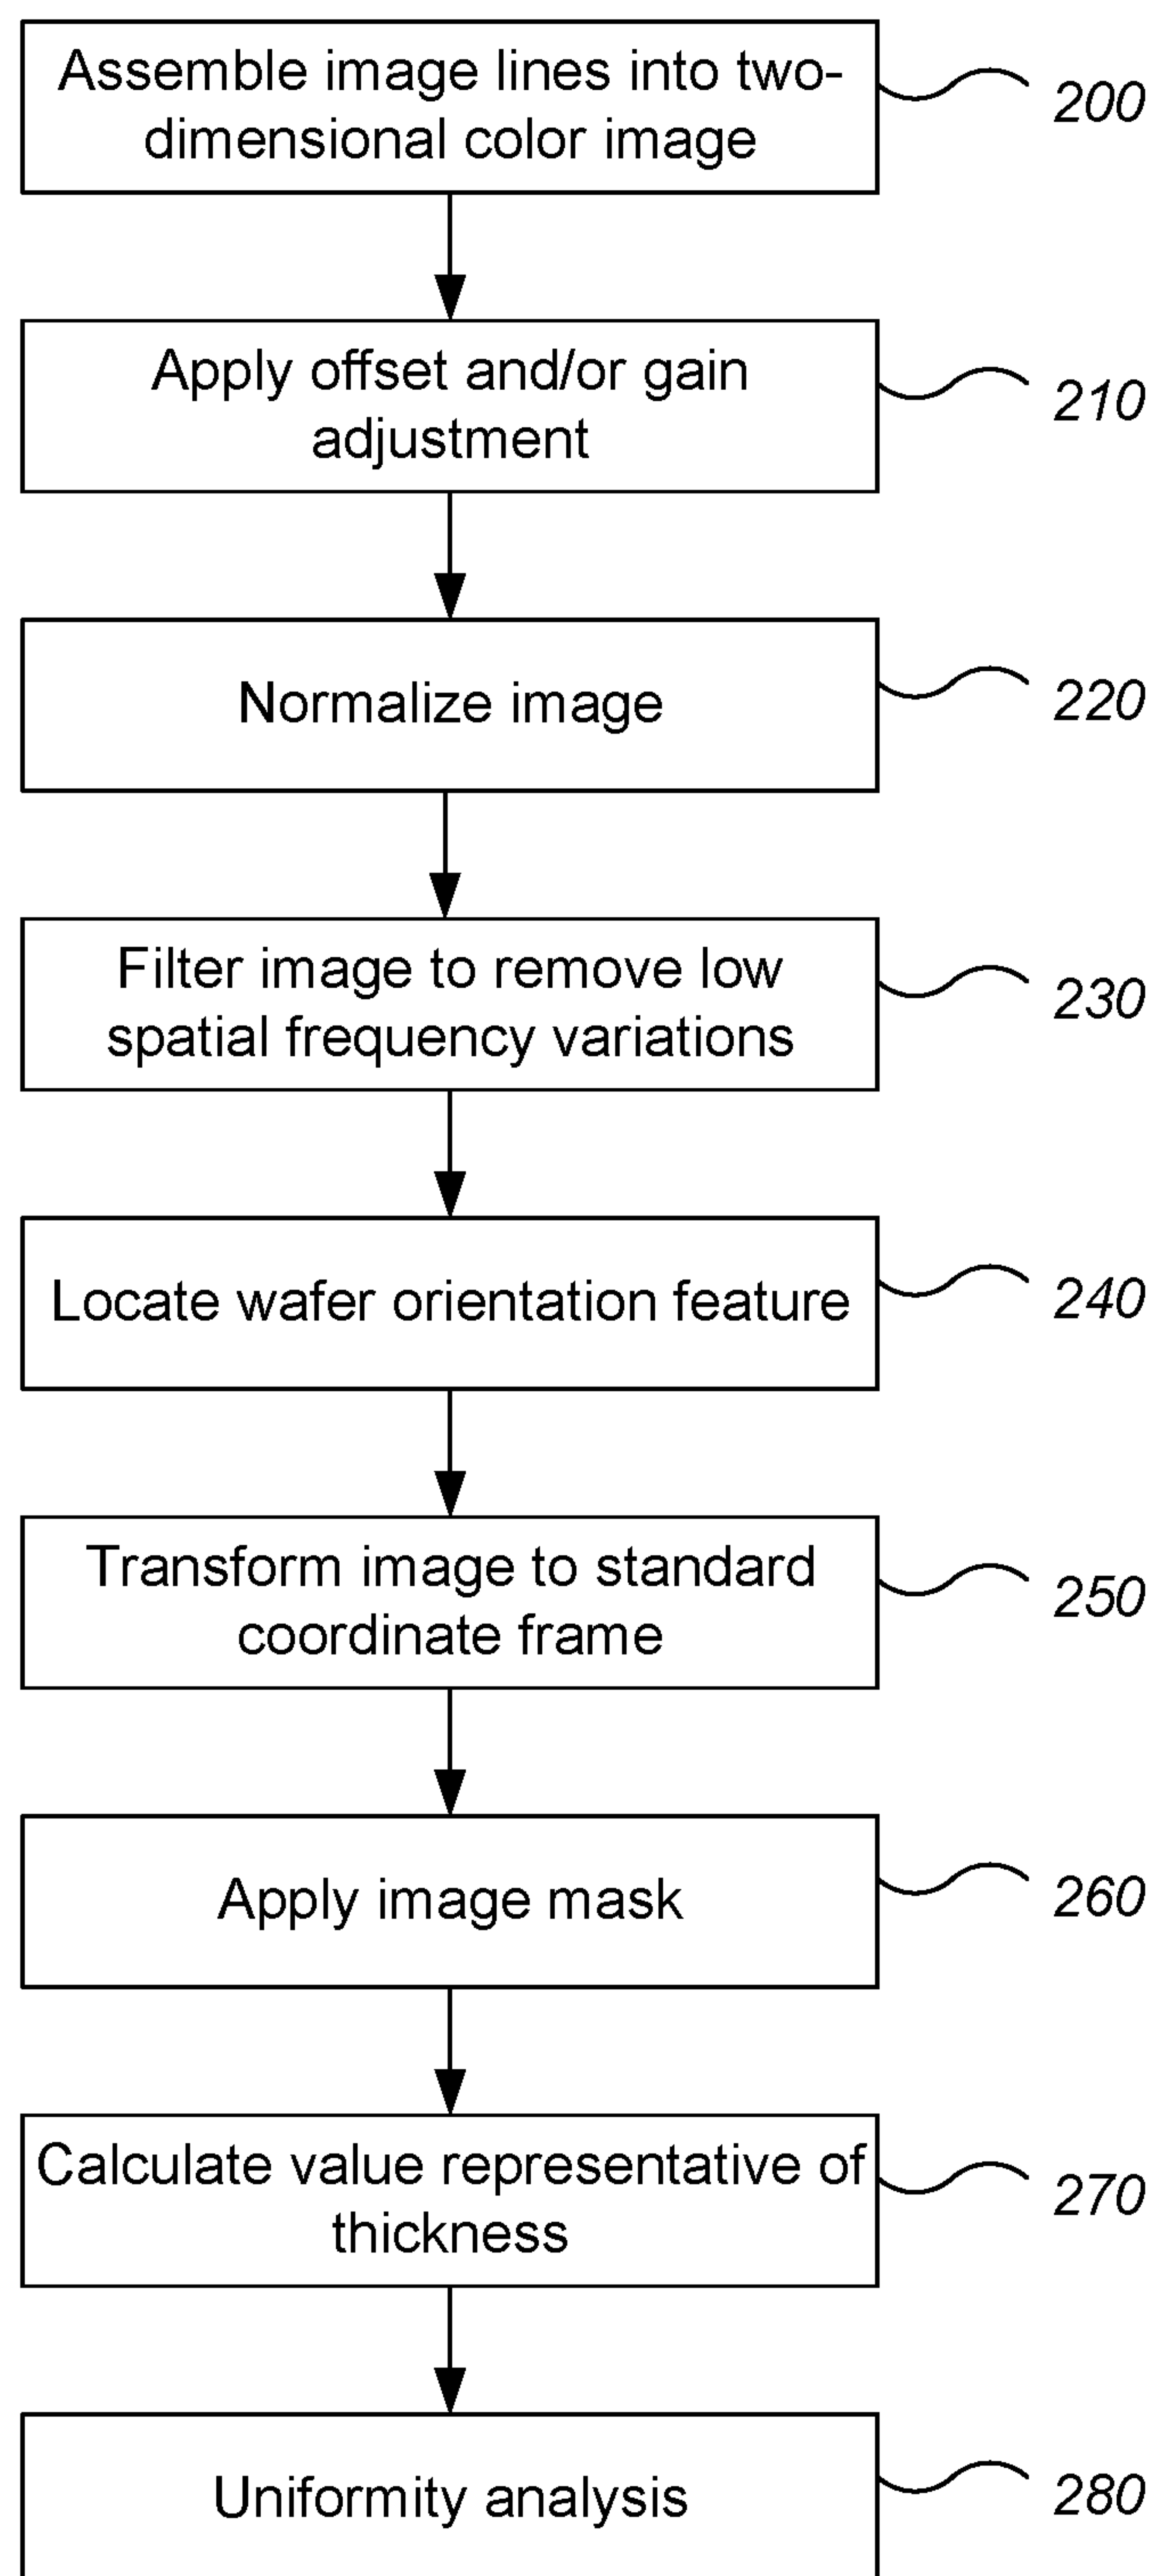 Assemble image lines into two-
dimensional color image
200
Apply offset and/or gain
adjustment
210
Normalize image
220
Filter image to remove low
spatial frequency variations
230
Locate wafer orientation feature
240
Transform image to standard
coordinate frame
250
Apply image mask
260
Calculate value representative of
thickness
270
Uniformity analysis
280